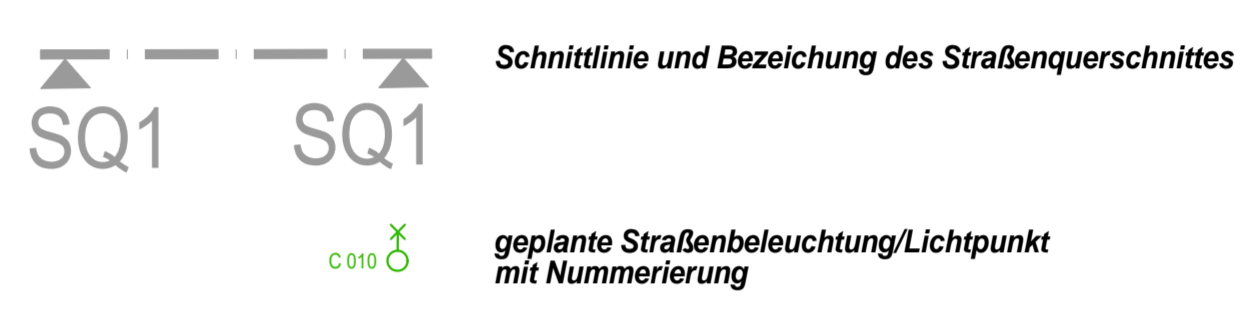 Schnittlinie und Bezeichung des Straßenquerschnittes
SQ1 SQ1
geplante Straßenbeleuchtung/Lichtpunkt
C 010
mit Nummerierung